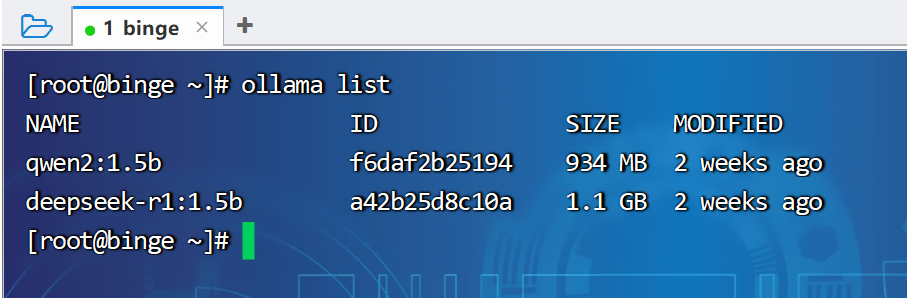 1 binge × +
[root@binge ~]# ollama list
NAME ID SIZE MODIFIED
qwen2:1.5b f6daf2b25194 934 MB 2 weeks ago
deepseek-r1:1.5b a42b25d8c10a 1.1 GB 2 weeks ago
[root@binge ~]#